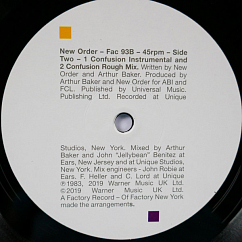 New Order – Fac 93B – 45rpm – Side
Two – 1 Confusion Instrumental and
2 Confusion Rough Mix. Written by New
Order and Arthur Baker. Produced by
Arthur Baker and New Order for ABI and
FCL. Published by Universal Music.
Publishing Ltd. Recorded at Unique
Studios, New York. Mixed by Arthur
Baker and John "Jellybean" Benitez at
Ears, New Jersey and at Unique Studios,
New York. Mix engineers - John Robie at
Ears. F. Heller and C. Lord at Unique
℗1983, 2019 Warner Music UK Ltd.
©2019 Warner Music UK Ltd.
A Factory Record - Of Factory New York
made the arrangements.